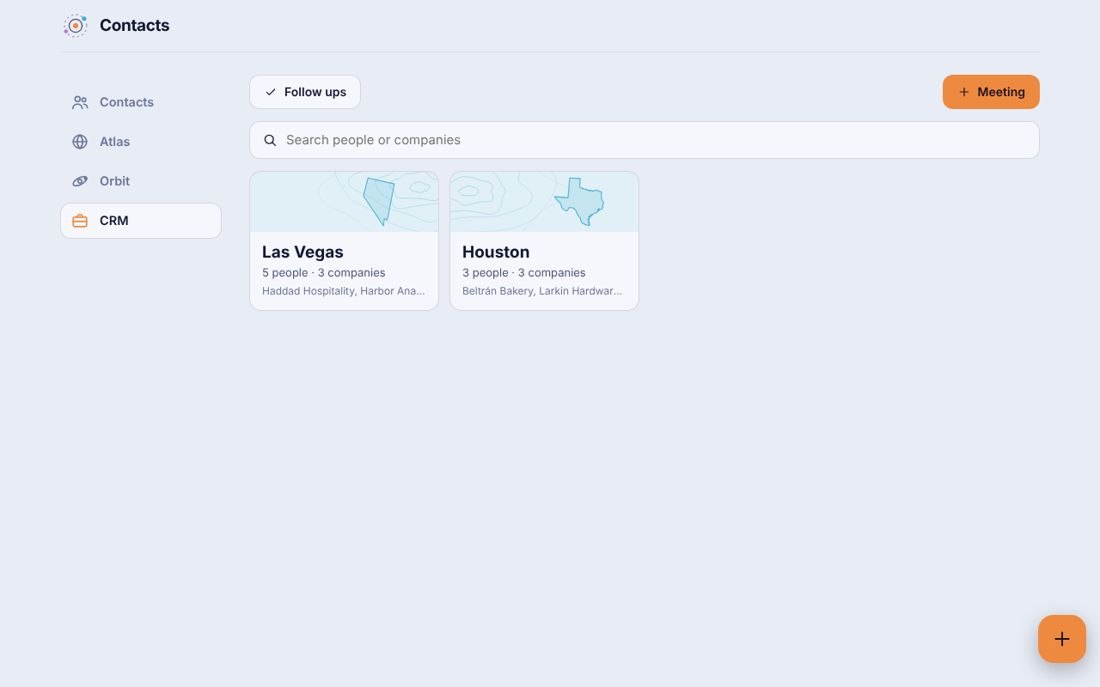 Contacts
Contacts
Atlas
Orbit
CRM
Follow ups
Meeting
Search people or companies
Las Vegas
5 people · 3 companies
Haddad Hospitality, Harbor Ana...
Houston
3 people · 3 companies
Beltrán Bakery, Larkin Hardwar...